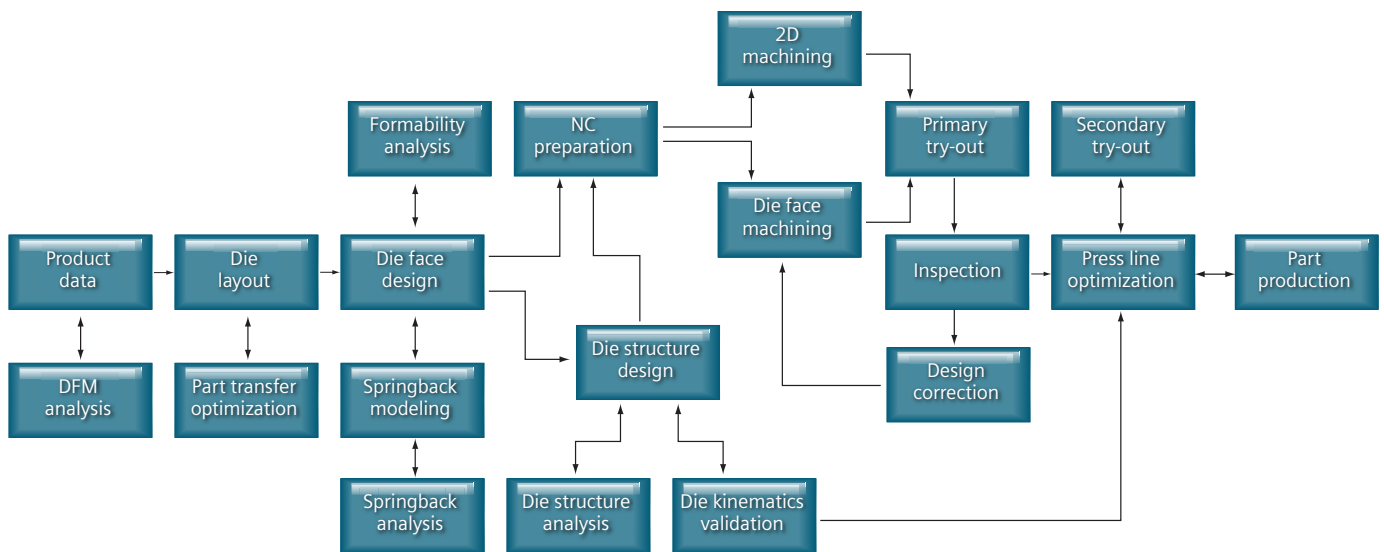 2D
machining
Formability
analysis
NC
preparation
Primary
try-out
Secondary
try-out
Die face
machining
Product
data
Die
layout
Die face
design
Inspection
Press line
optimization
Part
production
Die structure
design
DFM
analysis
Part transfer
optimization
Springback
modeling
Design
correction
Springback
analysis
Die structure
analysis
Die kinematics
validation